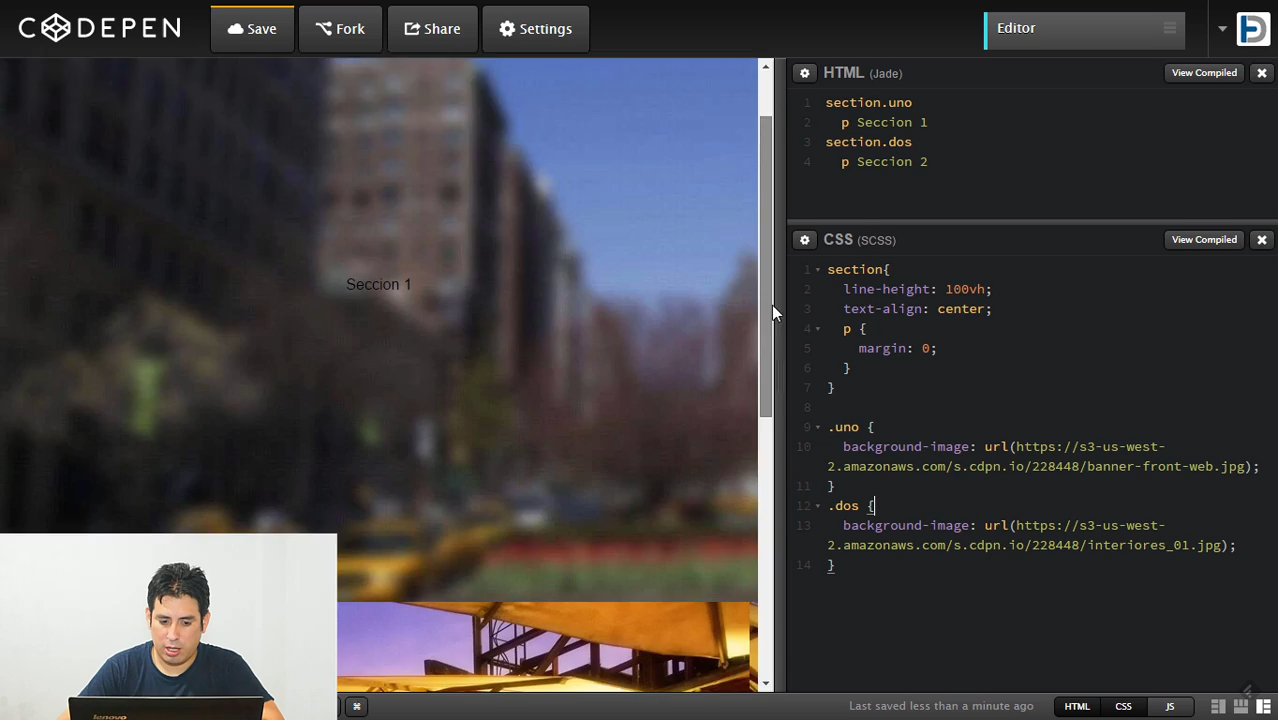 CODEPEN
Save
Fork
Share
Settings
Editor
HTML (Jade)
View Compiled
1 section.uno
2 p Seccion 1
3 section.dos
4 p Seccion 2
Seccion 1
CSS (SCSS)
View Compiled
1 section{
2 line-height: 100vh;
3 text-align: center;
4 p {
5 margin: 0;
6 }
7 }
8
9 .uno {
10 background-image: url(https://s3-us-west-
2.amazonaws.com/s.cdpn.io/228448/banner-front-web.jpg);
11 }
12 .dos {
13 background-image: url(https://s3-us-west-
2.amazonaws.com/s.cdpn.io/228448/interiores_01.jpg);
14 }
lenovo
Last saved less than a minute ago
HTML
CSS
JS